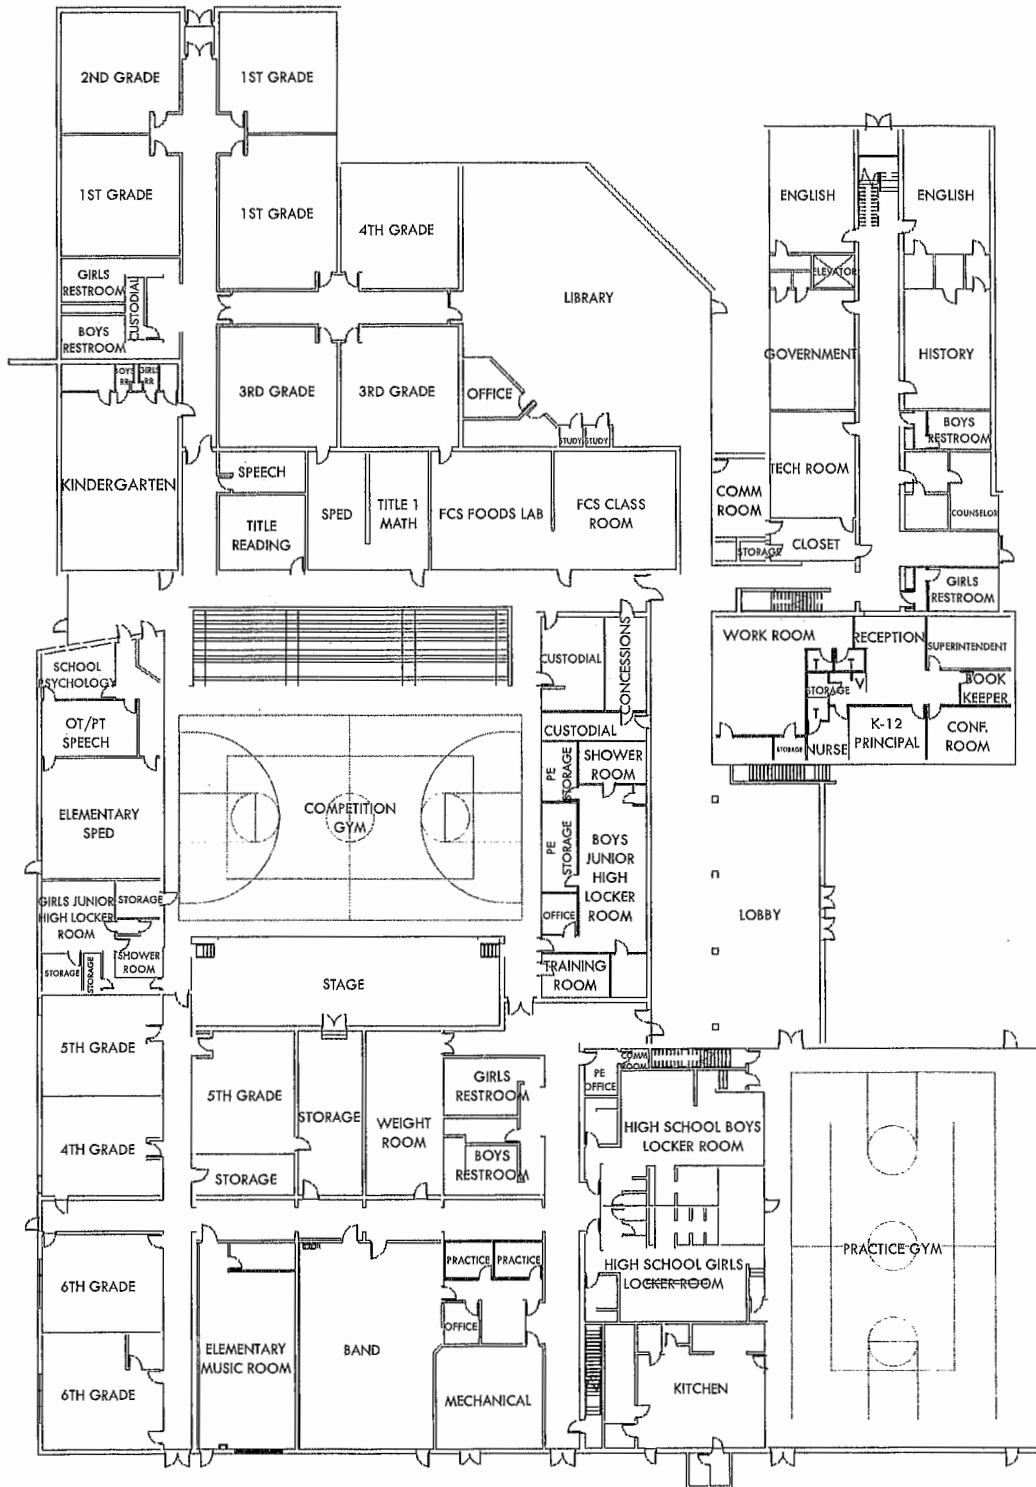 2ND GRADE
1ST GRADE
1ST GRADE
1ST GRADE
4TH GRADE
GIRLS
RESTROOM
CUSTODIAL
BOYS
RESTROOM
LIBRARY
ENGLISH
ENGLISH
ELEVATOR
GOVERNMENT
HISTORY
BOYS
RR
GIRLS
RR
3RD GRADE
3RD GRADE
OFFICE
STUDY
STUDY
BOYS
RESTROOM
KINDERGARTEN
SPEECH
TITLE
READING
SPED
TITLE 1
MATH
FCS FOODS LAB
FCS CLASS
ROOM
COMM
ROOM
TECH ROOM
COUNSELOR
STORAGE
CLOSET
GIRLS
RESTROOM
SCHOOL
PSYCHOLOGY
OT/PT
SPEECH
ELEMENTARY
SPED
CUSTODIAL
CONCESSIONS
CUSTODIAL
WORK ROOM
RECEPTION
SUPERINTENDENT
T
T
STORAGE
V
T
BOOK
KEEPER
STORAGE
NURSE
K-12
PRINCIPAL
CONF.
ROOM
PE
STORAGE
SHOWER
ROOM
COMPETITION
GYM
PE
STORAGE
BOYS
JUNIOR
HIGH
LOCKER
ROOM
OFFICE
LOBBY
GIRLS JUNIOR
HIGH LOCKER
ROOM
STORAGE
SHOWER
ROOM
STORAGE
STORAGE
STAGE
TRAINING
ROOM
5TH GRADE
4TH GRADE
5TH GRADE
STORAGE
STORAGE
WEIGHT
ROOM
GIRLS
RESTROOM
BOYS
RESTROOM
PE
OFFICE
COMM
ROOM
HIGH SCHOOL BOYS
LOCKER ROOM
HIGH SCHOOL GIRLS
LOCKER ROOM
PRACTICE GYM
6TH GRADE
6TH GRADE
ELEMENTARY
MUSIC ROOM
BAND
PRACTICE
PRACTICE
OFFICE
MECHANICAL
KITCHEN